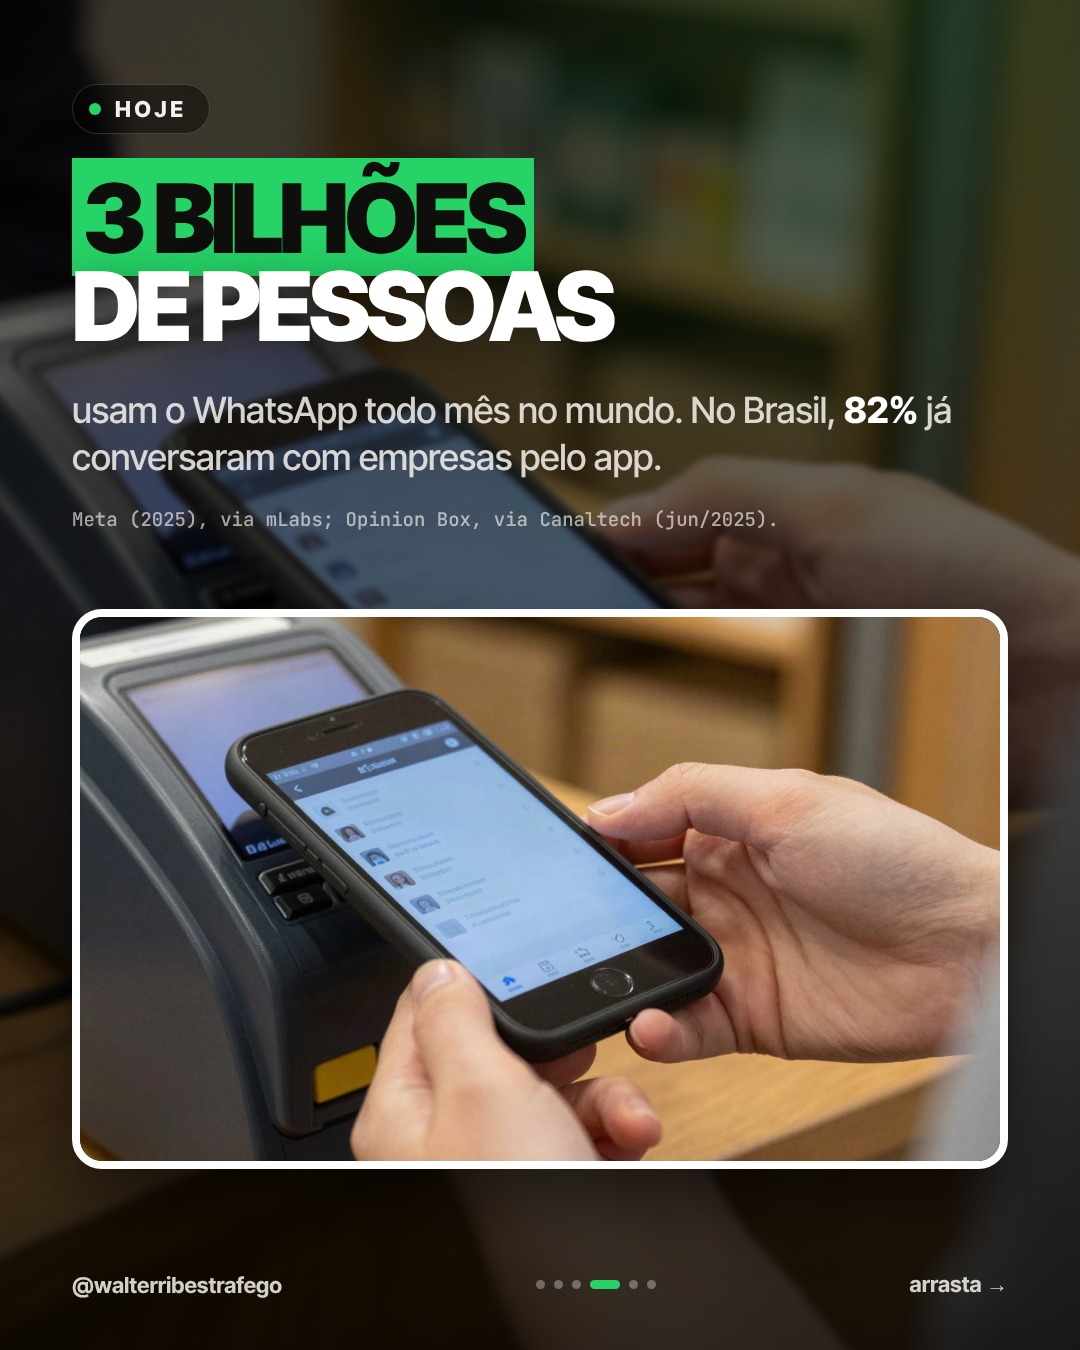 HOJE
3 BILHÕES
DE PESSOAS
usam o WhatsApp todo mês no mundo. No Brasil, 82% já
conversaram com empresas pelo app.
Meta (2025), via mLabs; Opinion Box, via Canaltech (jun/2025).
@walterribestrafego
arrasta →